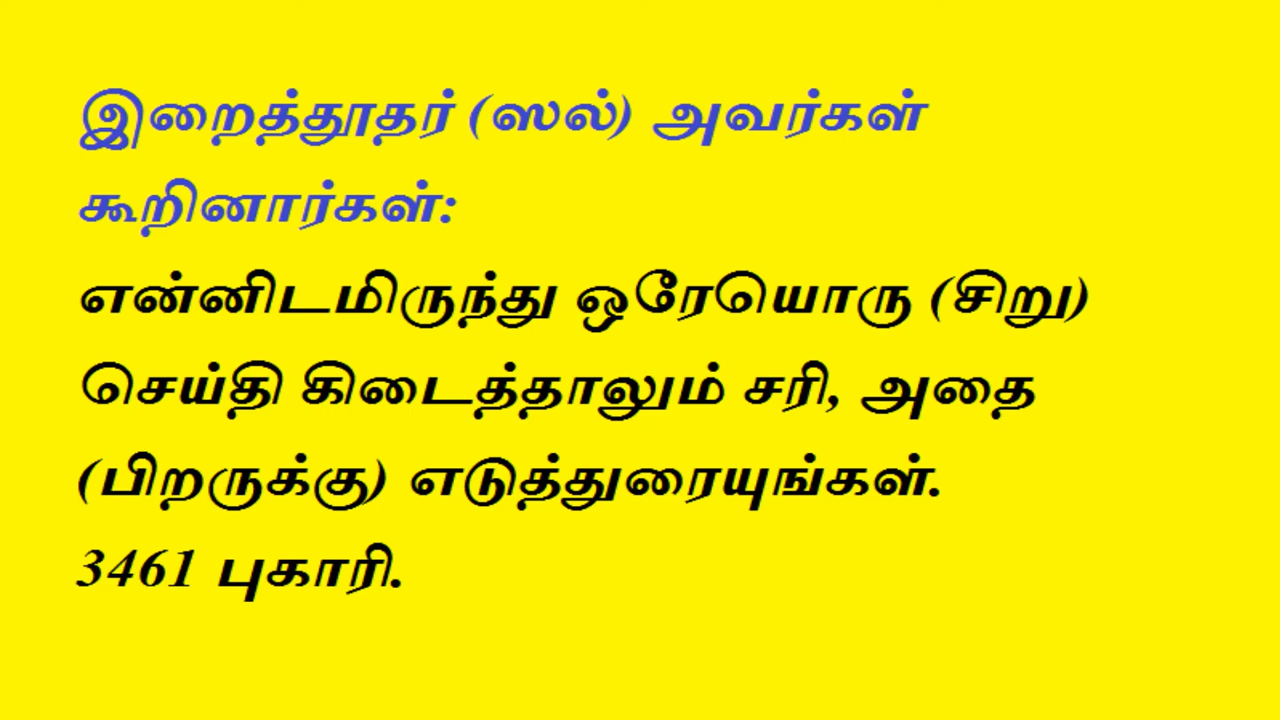 இறைத்தூதர் (ஸல்) அவர்கள்
கூறினார்கள்:
என்னிடமிருந்து ஒரேயொரு (சிறு)
செய்தி கிடைத்தாலும் சரி, அதை
(பிறருக்கு) எடுத்துரையுங்கள்.
3461 புகாரி.